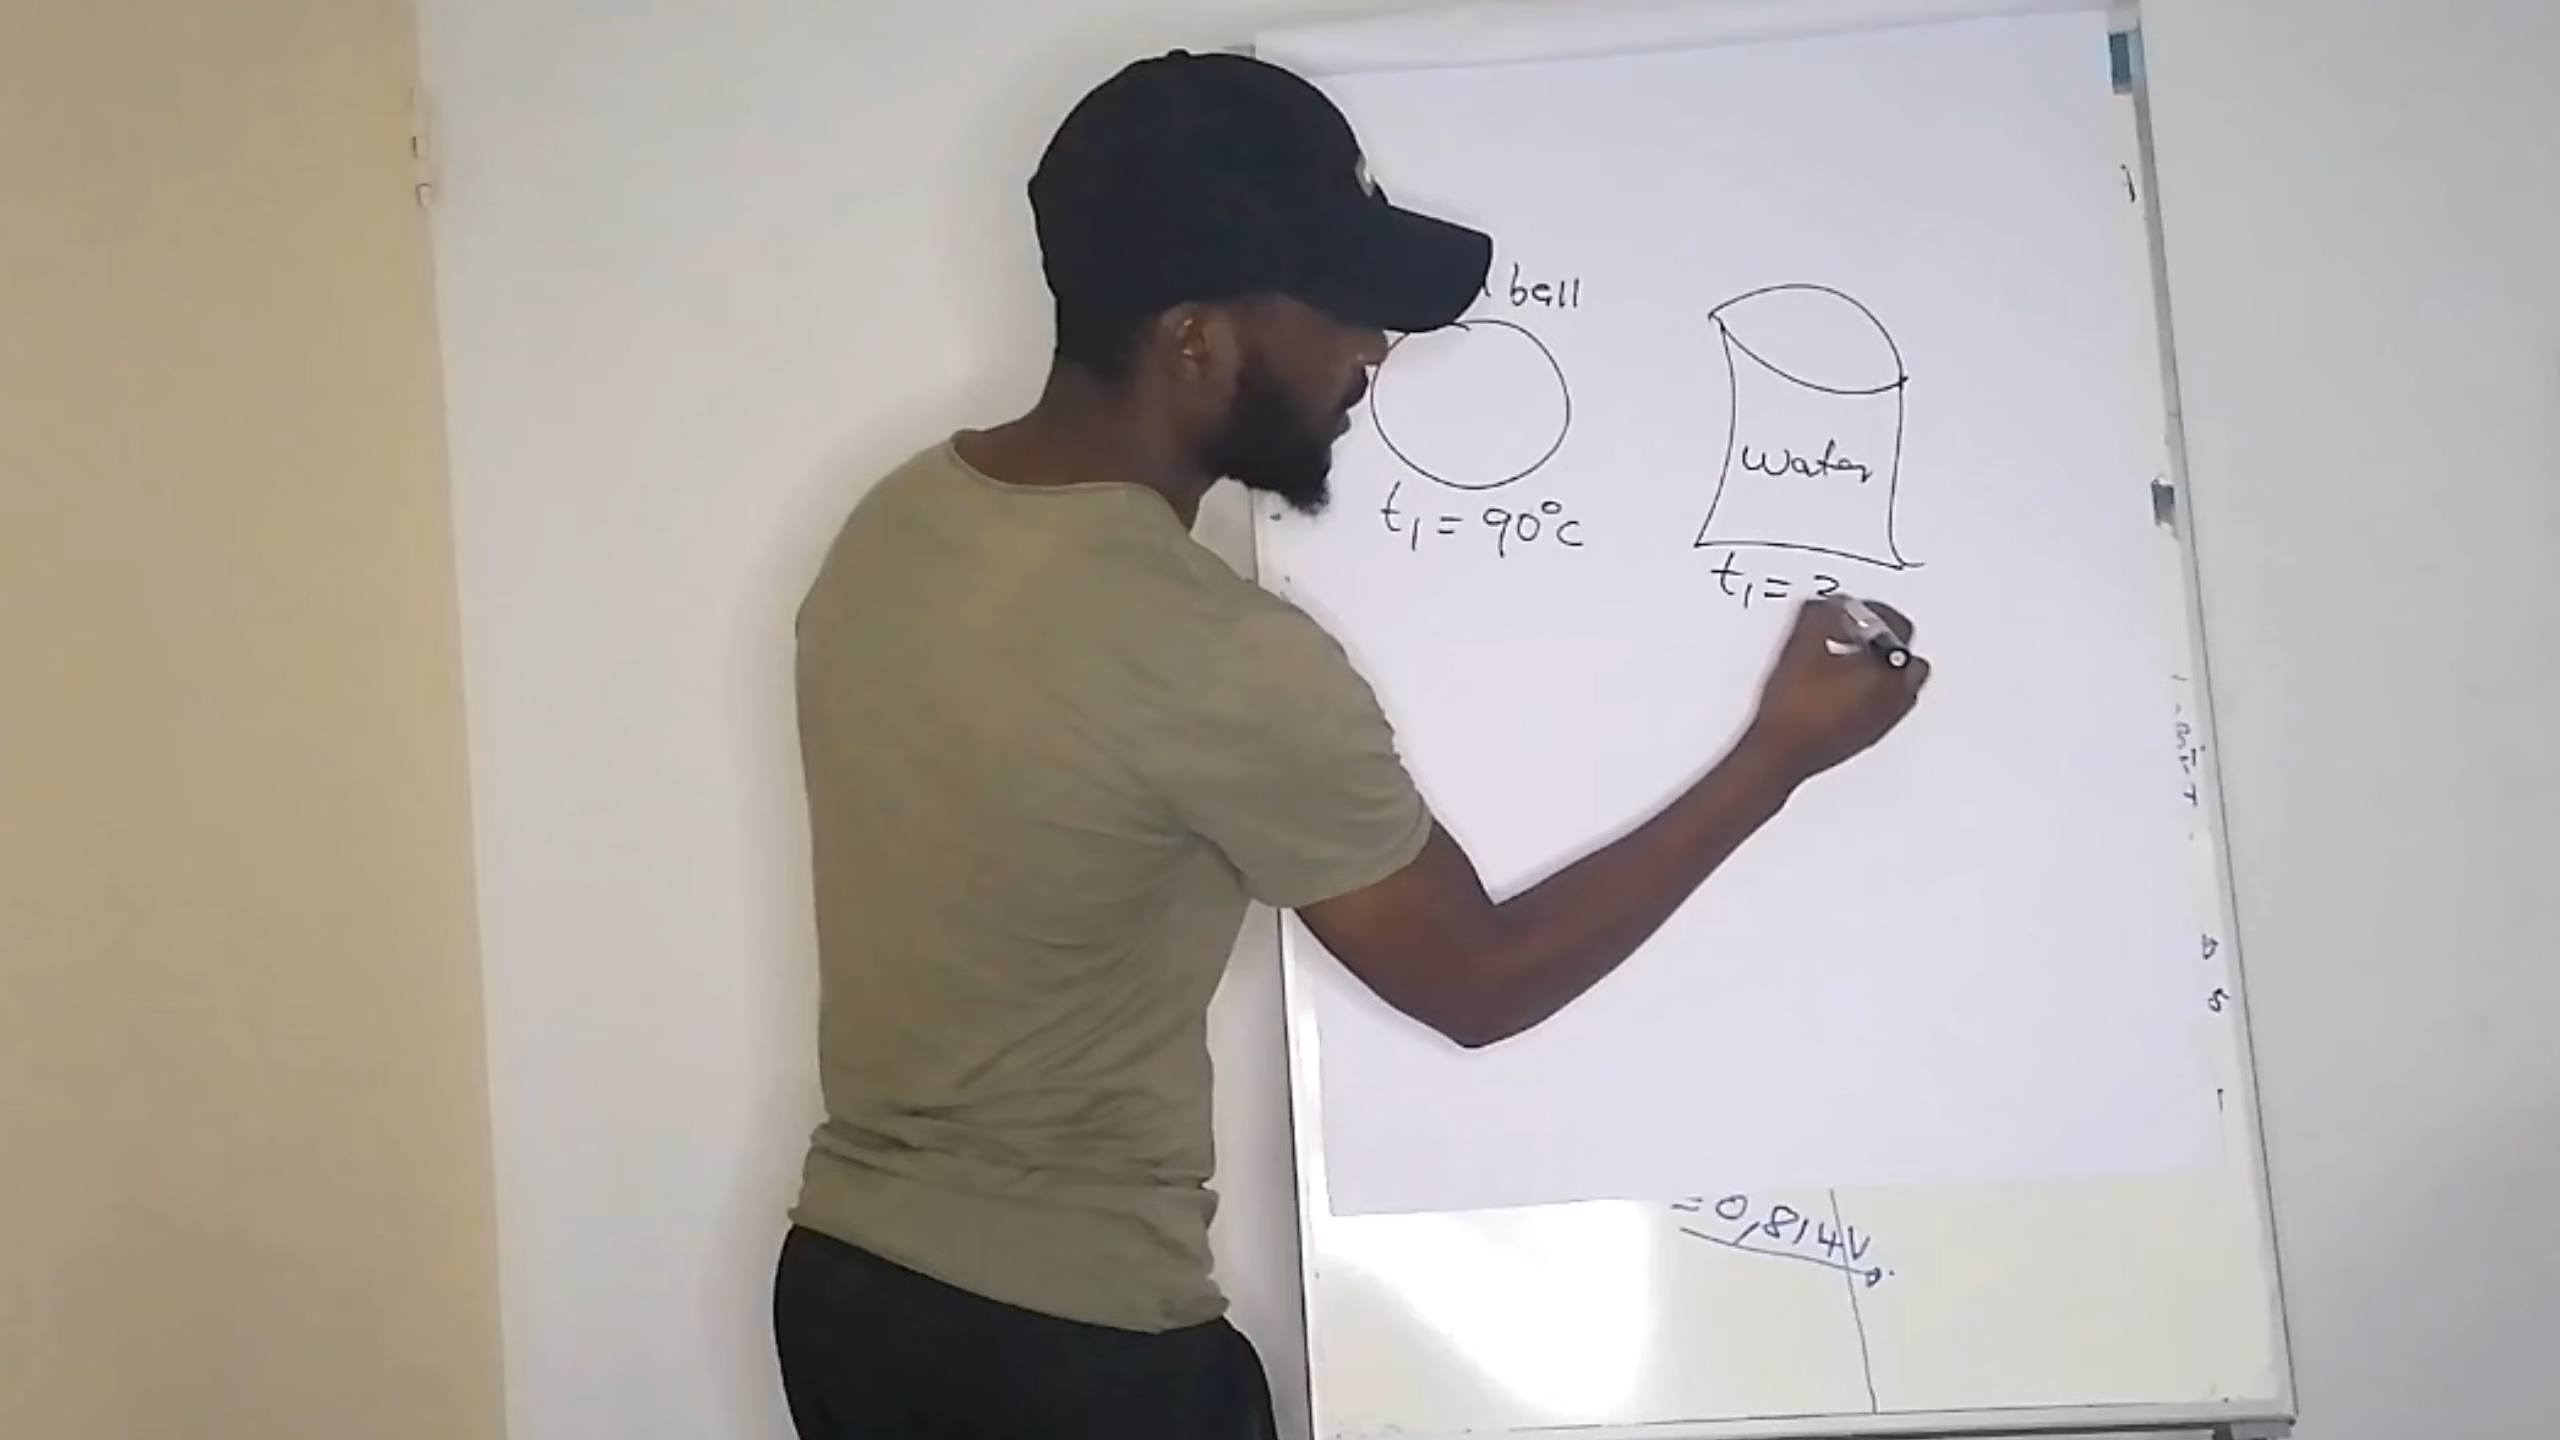 ball
Water
t₁ = 90°C
t₁ =
= 0,814V